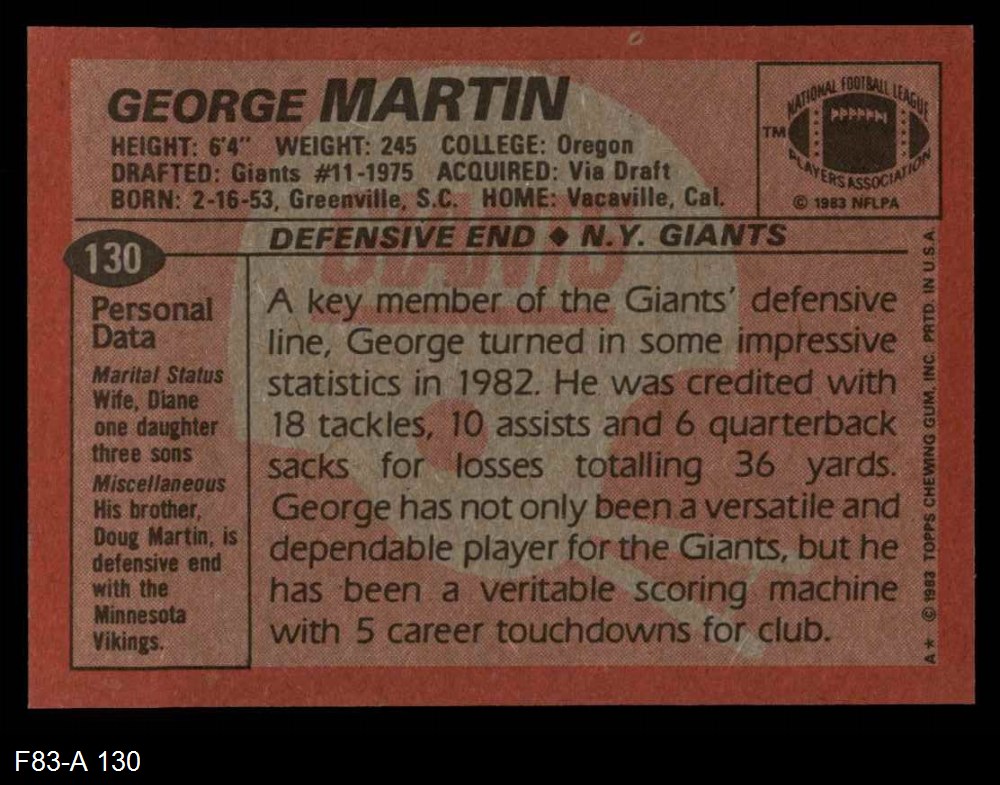 GEORGE MARTIN
HEIGHT: 6'4" WEIGHT: 245 COLLEGE: Oregon
DRAFTED: Giants #11-1975 ACQUIRED: Via Draft
BORN: 2-16-53, Greenville, S.C. HOME: Vacaville, Cal.
NATIONAL FOOTBALL LEAGUE
TM
PLAYERS ASSOCIATION
© 1983 NFLPA
DEFENSIVE END ◆ N.Y. GIANTS
130
Personal
Data
Marital Status
Wife, Diane
one daughter
three sons
Miscellaneous
His brother,
Doug Martin, is
defensive end
with the
Minnesota
Vikings.
GIANTS
A key member of the Giants' defensive
line, George turned in some impressive
statistics in 1982. He was credited with
18 tackles, 10 assists and 6 quarterback
sacks for losses totalling 36 yards.
George has not only been a versatile and
dependable player for the Giants, but he
has been a veritable scoring machine
with 5 career touchdowns for club.
A* © 1983 TOPPS CHEWING GUM, INC. PRTD. IN U.S.A.
F83-A 130